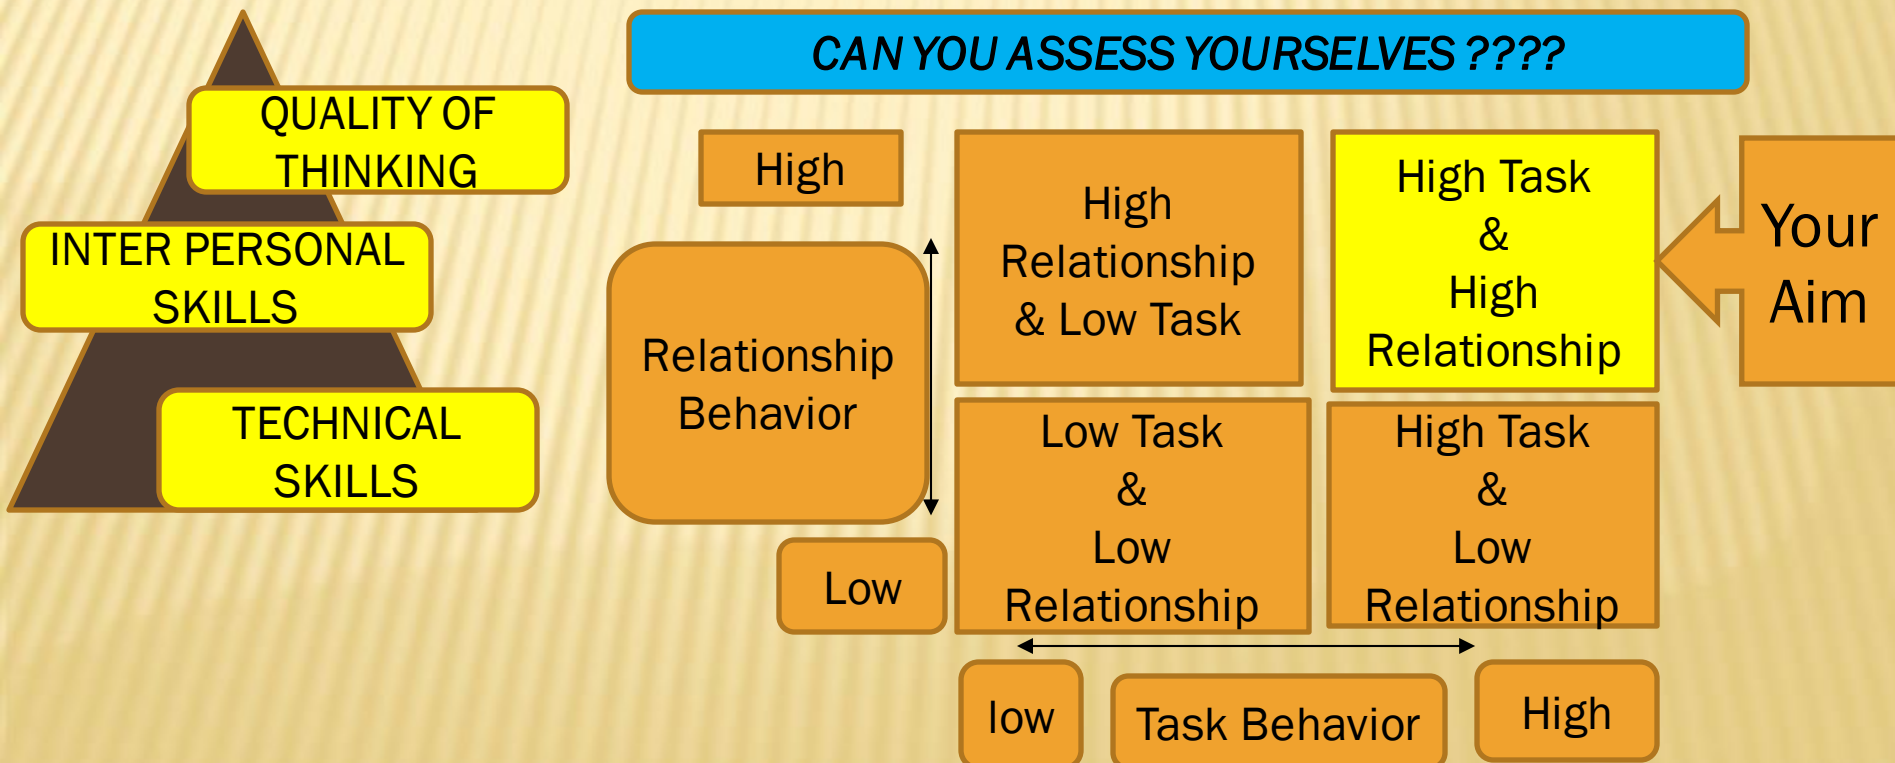 CAN YOU ASSESS YOURSELVES ????
QUALITY OF
THINKING
INTER PERSONAL
SKILLS
TECHNICAL
SKILLS
High
Relationship
Behavior
Low
High
Relationship
& Low Task
High Task
&
High
Relationship
Your
Aim
Low Task
&
Low
Relationship
High Task
&
Low
Relationship
low
Task Behavior
High